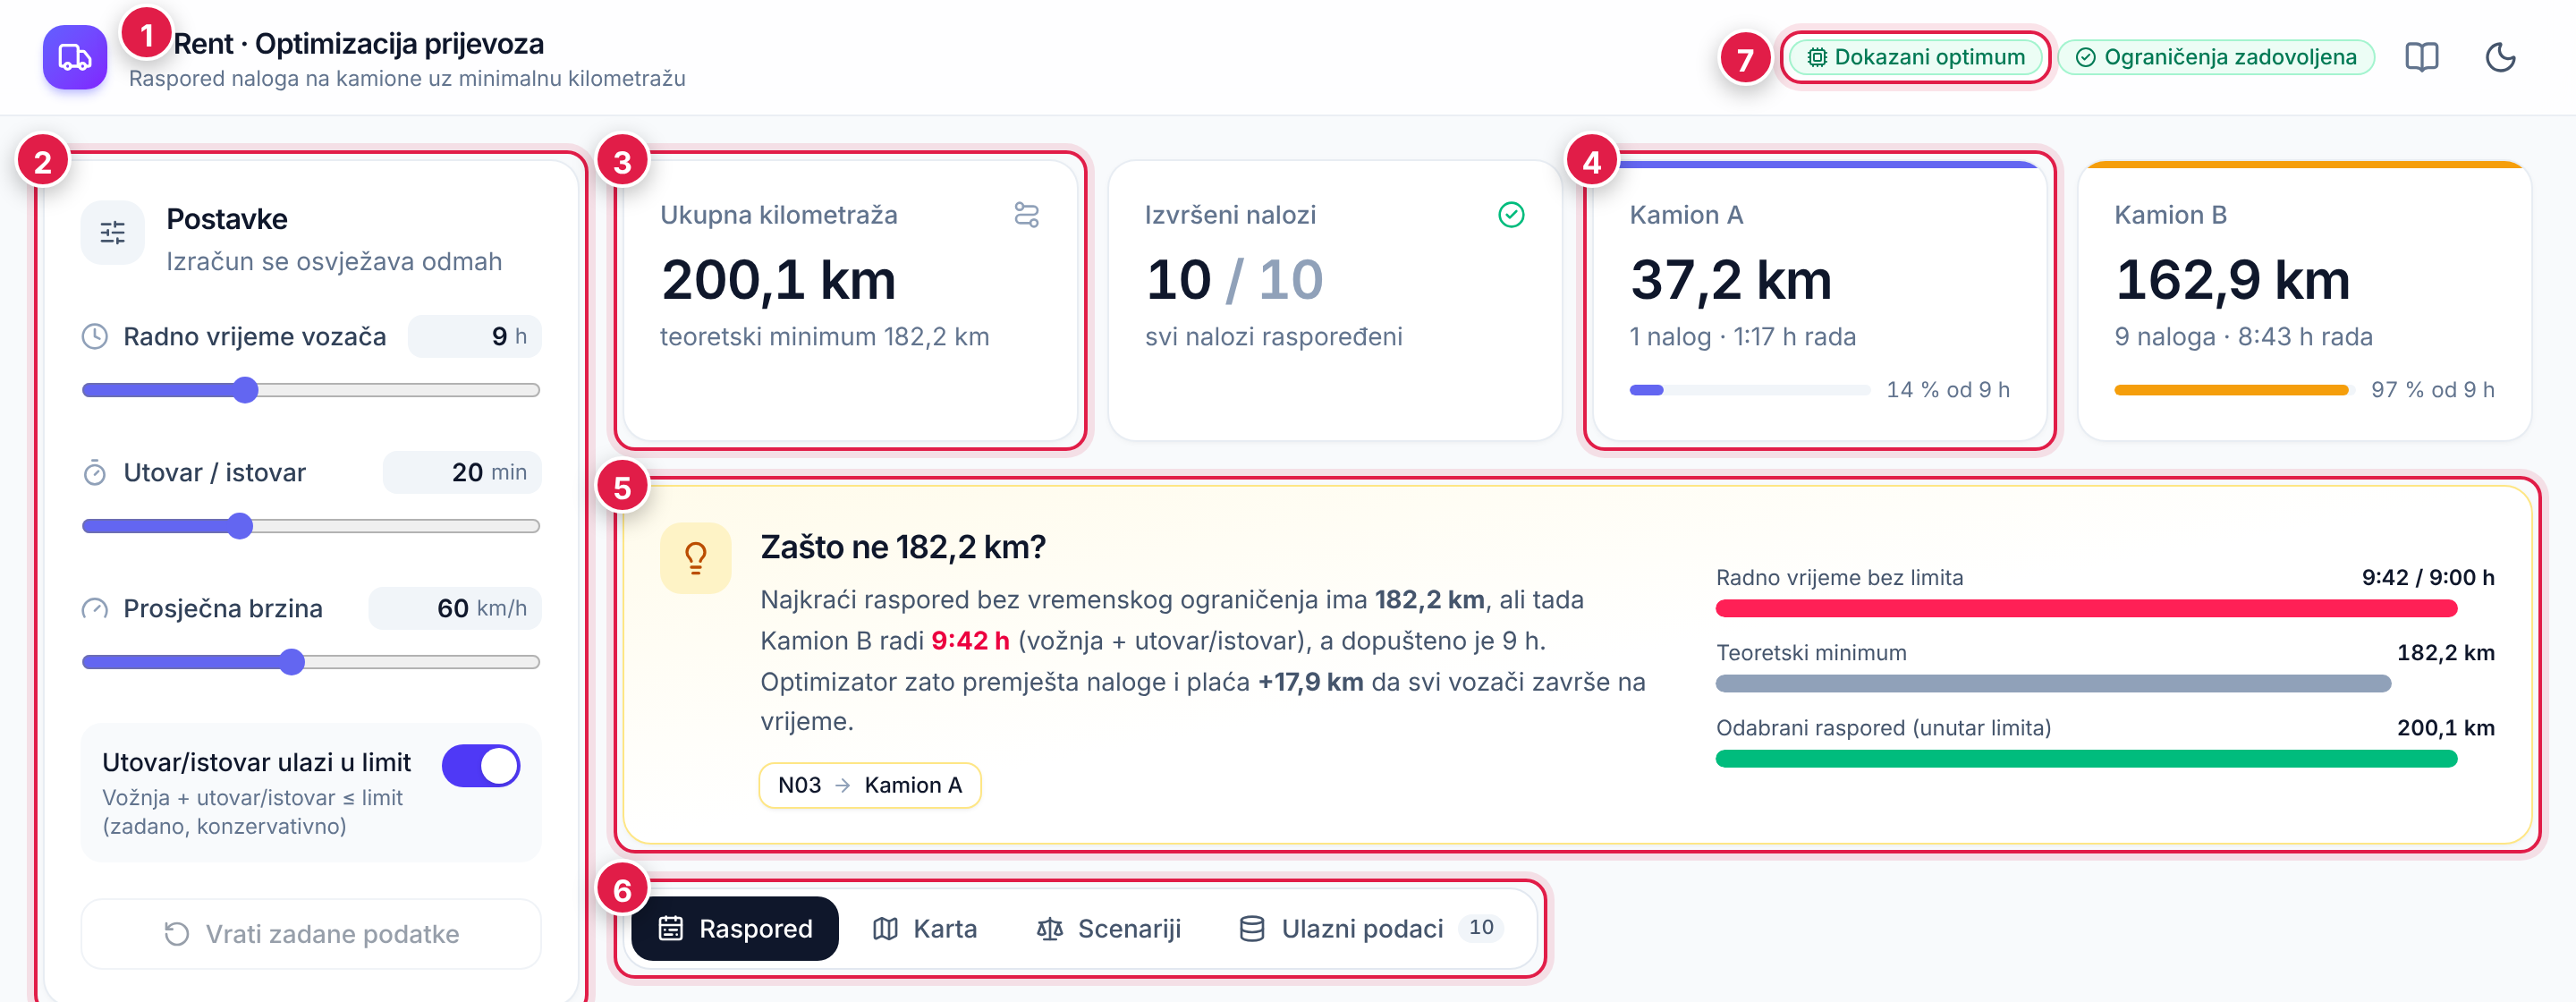 1
Rent · Optimizacija prijevoza
Raspored naloga na kamione uz minimalnu kilometražu
7
Dokazani optimum
Ograničenja zadovoljena
2
Postavke
Izračun se osvježava odmah
Radno vrijeme vozača
9 h
Utovar / istovar
20 min
Prosječna brzina
60 km/h
Utovar/istovar ulazi u limit
Vožnja + utovar/istovar ≤ limit
(zadano, konzervativno)
Vrati zadane podatke
3
Ukupna kilometraža
200,1 km
teoretski minimum 182,2 km
Izvršeni nalozi
10 / 10
svi nalozi raspoređeni
4
Kamion A
37,2 km
1 nalog · 1:17 h rada
14 % od 9 h
Kamion B
162,9 km
9 naloga · 8:43 h rada
97 % od 9 h
5
Zašto ne 182,2 km?
Najkraći raspored bez vremenskog ograničenja ima 182,2 km, ali tada
Kamion B radi 9:42 h (vožnja + utovar/istovar), a dopušteno je 9 h.
Optimizator zato premješta naloge i plaća +17,9 km da svi vozači završe na
vrijeme.
N03 → Kamion A
Radno vrijeme bez limita
9:42 / 9:00 h
Teoretski minimum
182,2 km
Odabrani raspored (unutar limita)
200,1 km
6
Raspored
Karta
Scenariji
Ulazni podaci
10